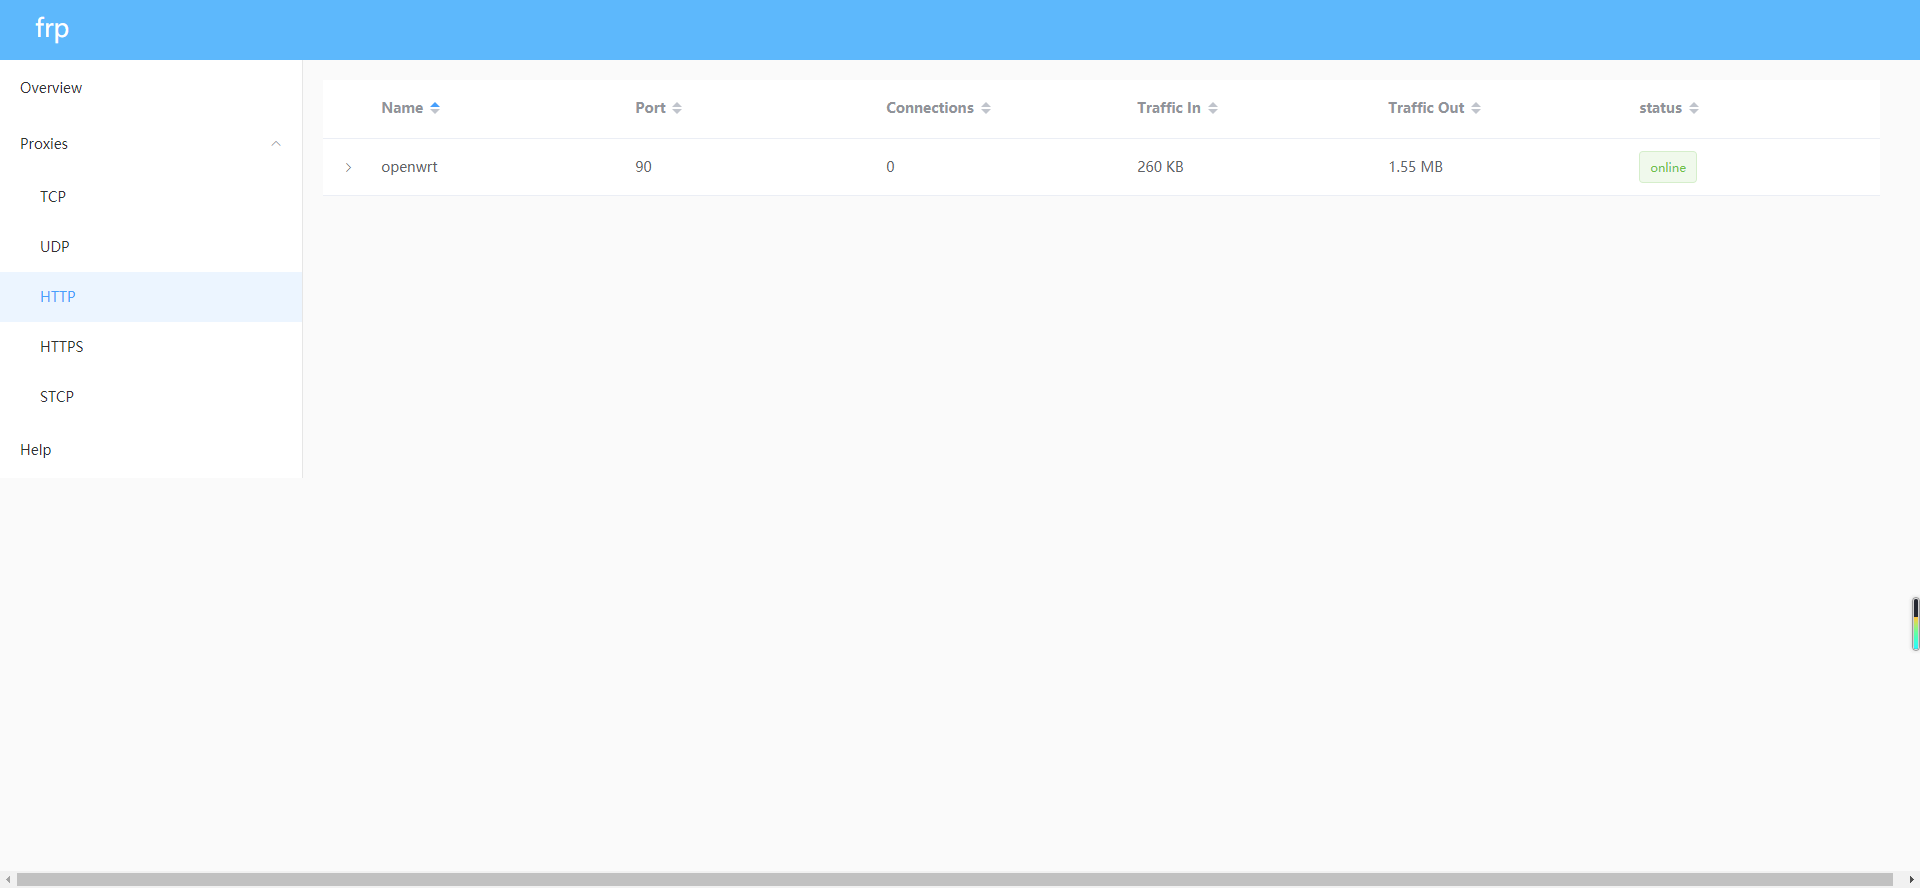 frp
Overview
Proxies
TCP
UDP
HTTP
HTTPS
STCP
Help
Name Port Connections Traffic In Traffic Out status
openwrt 90 0 260 KB 1.55 MB online